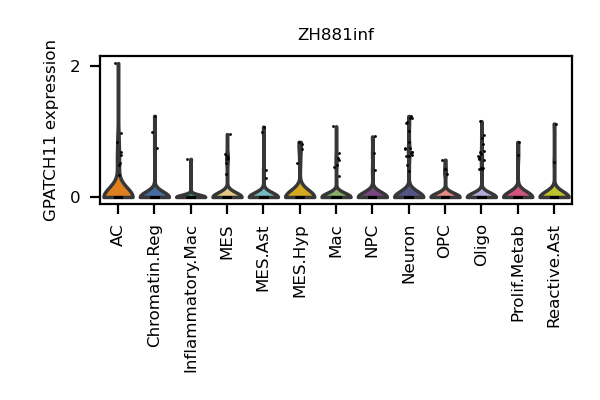 ZH881inf
GPATCH11 expression
2
0
AC
Chromatin.Reg
Inflammatory.Mac
MES
MES.Ast
MES.Hyp
Mac
NPC
Neuron
OPC
Oligo
Prolif.Metab
Reactive.Ast